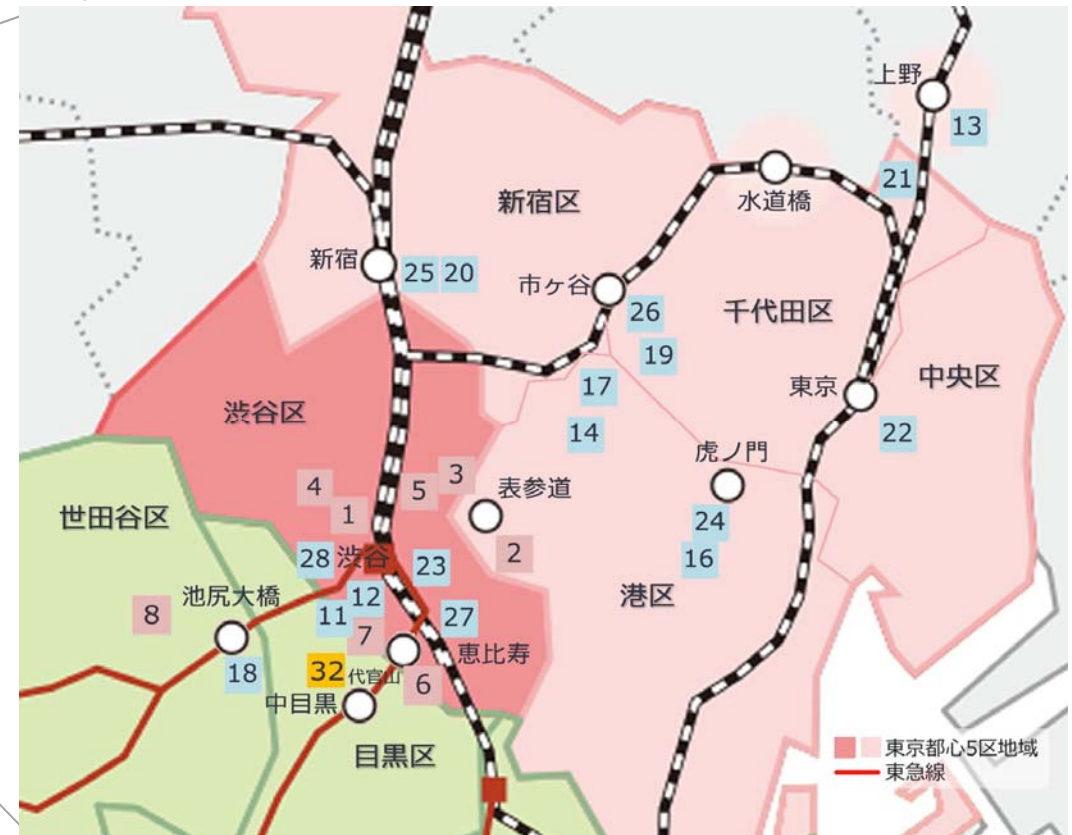 上野
13
21
水道橋
新宿区
新宿
25 20
市ヶ谷
26
千代田区
19
17
東京
中央区
渋谷区
14
22
虎ノ門
3
4
5
表参道
1
24
世田谷区
2
28
渋谷
23
16
池尻大橋
12
港区
8
11
27
7
恵比寿
18
32
代官山
6
中目黒
目黒区
東京都心5区地域
東急線